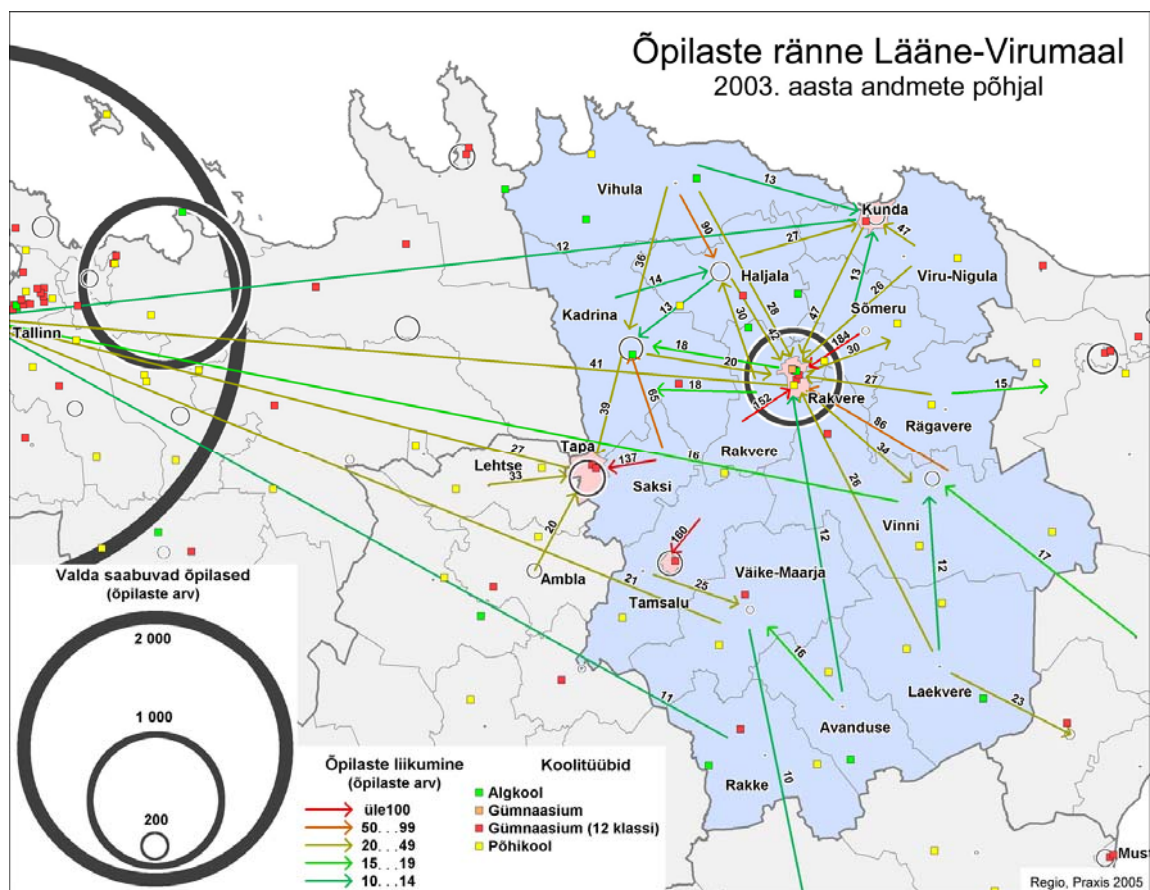 Õpilaste ränne Lääne-Virumaal
2003. aasta andmete põhjal
Vihula
13
Kunda
90
47
12
27
36
Haljala
Viru-Nigula
14
13
26
Kadrina
13
30
28
47
Sõmeru
Tallinn
42
184
30
18
20
41
27
15
65
18
152
Rakvere
Rägavere
39
86
34
Tapa
27
137
16
Rakvere
Lehtse
33
Saksi
28
Vinni
20
160
12
17
Ambla
25
Väike-Maarja
12
21
Tamsalu
16
Laekvere
11
23
Avanduse
10
Rakke
Must
Valda saabuvad õpilased
(õpilaste arv)
2 000
1 000
200
Õpilaste liikumine
(õpilaste arv)
üle100
50. . .99
20. . .49
15. . .19
10. . .14
Koolitüübid
Algkool
Gümnaasium
Gümnaasium (12 klassi)
Põhikool
Regio, Praxis 2005